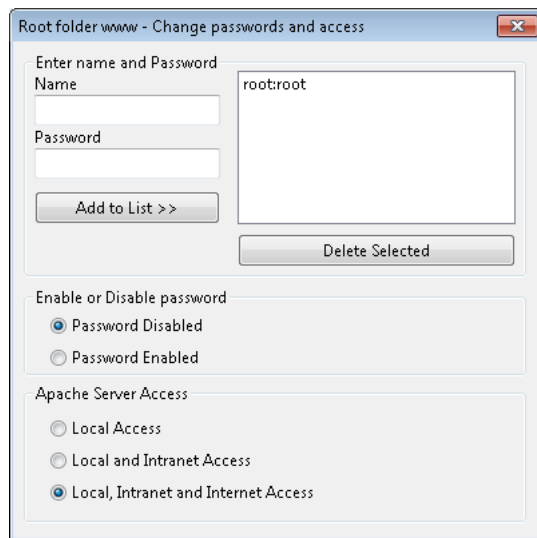 Root folder www - Change passwords and access
Enter name and Password
Name
root:root
Password
Add to List >>
Delete Selected
Enable or Disable password
Password Disabled
Password Enabled
Apache Server Access
Local Access
Local and Intranet Access
Local, Intranet and Internet Access